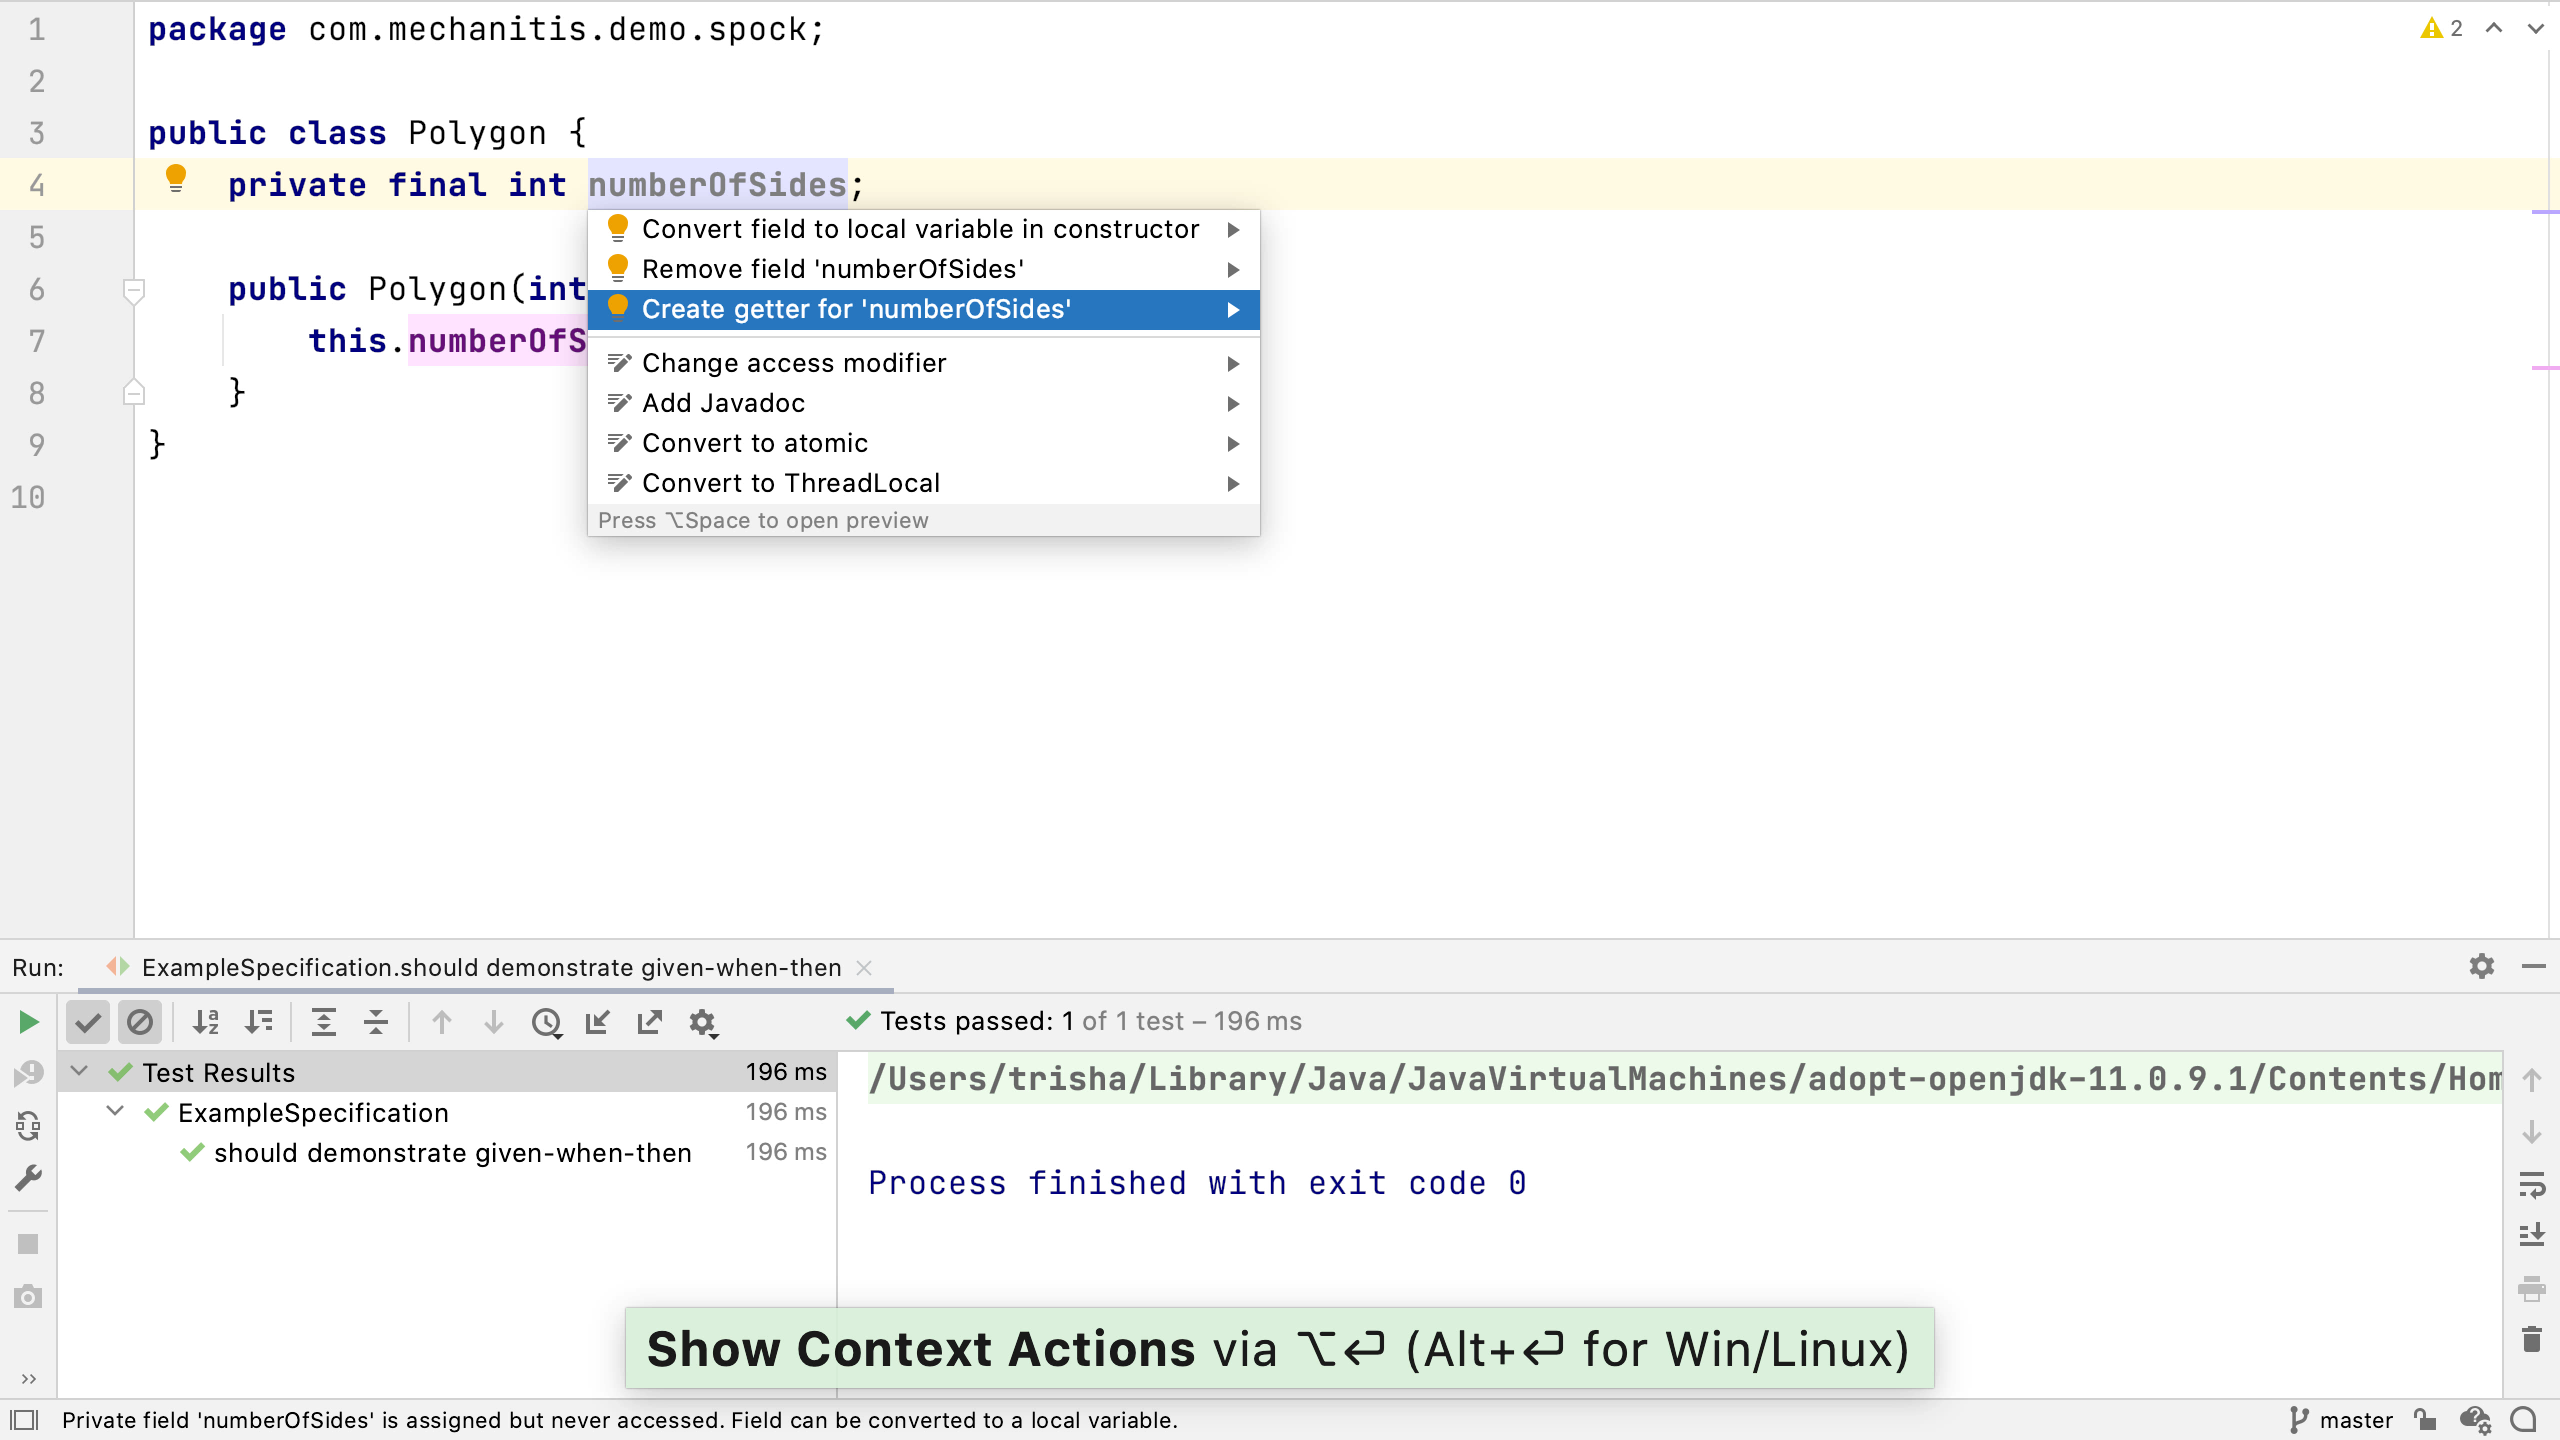 1 package com.mechanitis.demo.spock;
2
2
3 public class Polygon {
4 private final int numberOfSides;
5
Convert field to local variable in constructor
Remove field 'numberOfSides'
6 public Polygon(int
Create getter for 'numberOfSides'
7 this.numberOfS
Change access modifier
8 }
Add Javadoc
9 }
Convert to atomic
10
Convert to ThreadLocal
Press ⌥Space to open preview
Run: ExampleSpecification.should demonstrate given-when-then
Tests passed: 1 of 1 test – 196 ms
Test Results 196 ms
ExampleSpecification 196 ms
should demonstrate given-when-then 196 ms
/Users/trisha/Library/Java/JavaVirtualMachines/adopt-openjdk-11.0.9.1/Contents/Hom
Process finished with exit code 0
Show Context Actions via ⌥⏎ (Alt+⏎ for Win/Linux)
Private field 'numberOfSides' is assigned but never accessed. Field can be converted to a local variable.
master